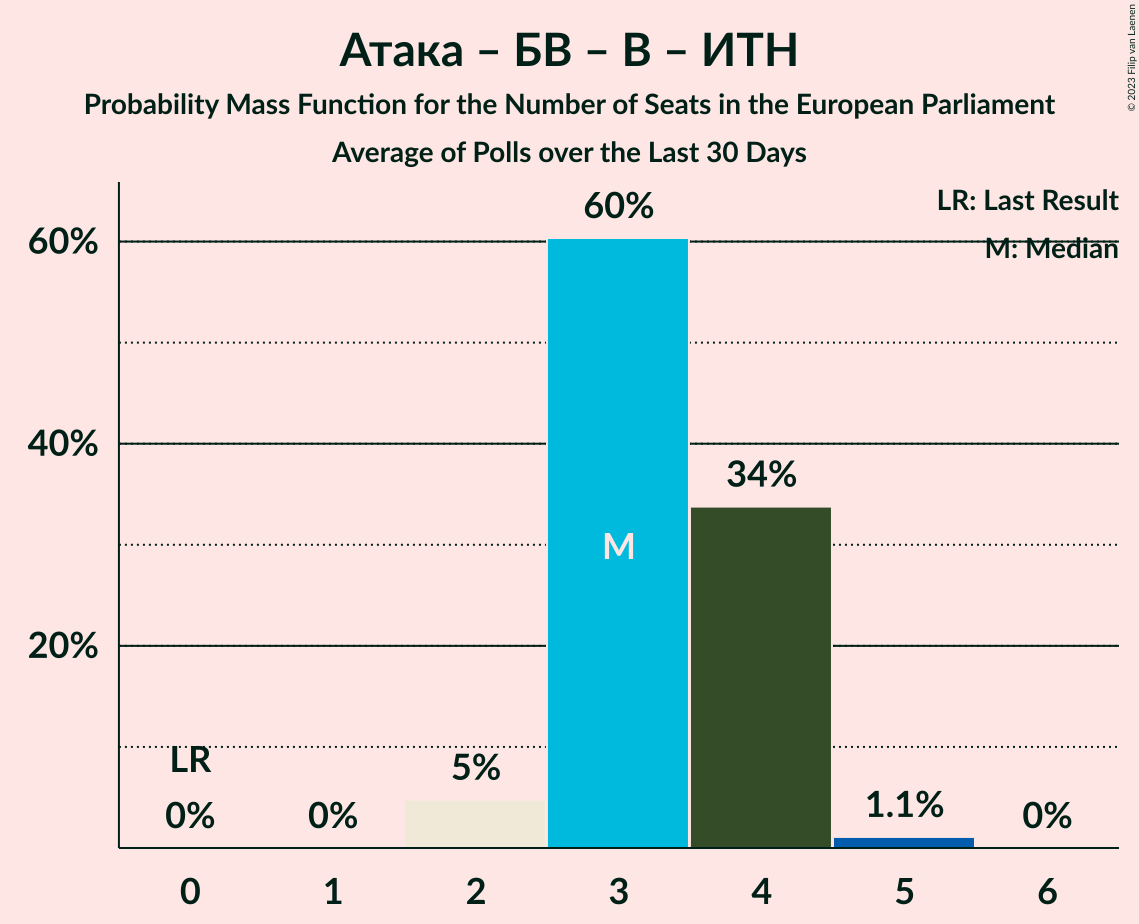 Атака – БВ – В – ИТН
Probability Mass Function for the Number of Seats in the European Parliament
Average of Polls over the Last 30 Days
© 2023 Filip van Laenen
LR: Last Result
M: Median
60%
40%
20%
60%
34%
M
LR
0%
0%
5%
1.1%
0%
0
1
2
3
4
5
6